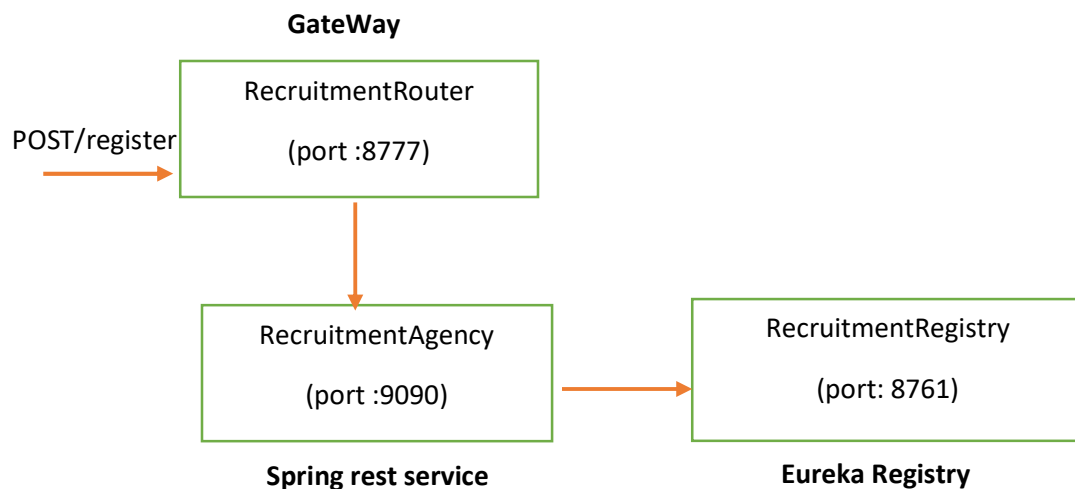 GateWay
RecruitmentRouter
(port :8777)
POST/register
RecruitmentAgency
(port :9090)
Spring rest service
RecruitmentRegistry
(port: 8761)
Eureka Registry